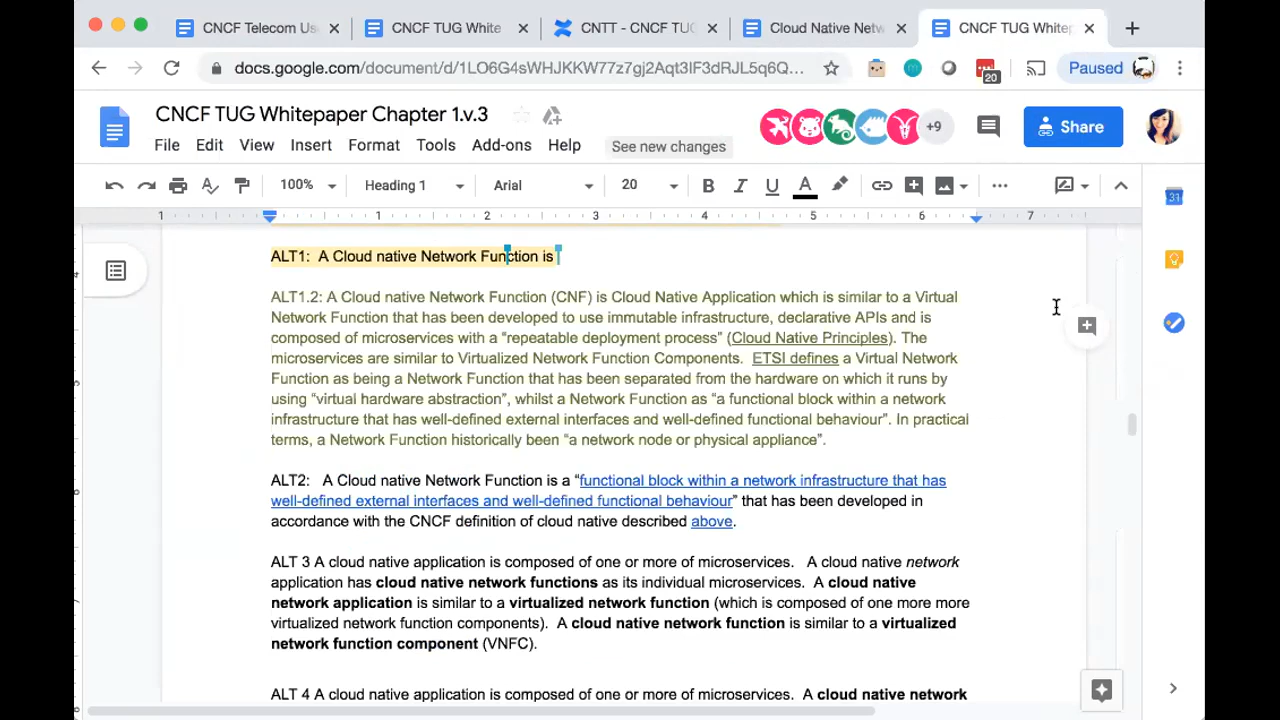 CNCF Telecom Us
CNCF TUG White
CNTT - CNCF TUG
Cloud Native Netw
CNCF TUG Whitep
docs.google.com/document/d/1LO6G4sWHJKKW77z7gj2Aqt3lF3dRJL5q6Q...
20
Paused
CNCF TUG Whitepaper Chapter 1.v.3
+9
Share
File Edit View Insert Format Tools Add-ons Help See new changes
100% Heading 1 Arial 20 B I U A
1 1 2 3 4 5 6 7
31
ALT1: A Cloud native Network Function is
ALT1.2: A Cloud native Network Function (CNF) is Cloud Native Application which is similar to a Virtual
Network Function that has been developed to use immutable infrastructure, declarative APIs and is
composed of microservices with a “repeatable deployment process” (Cloud Native Principles). The
microservices are similar to Virtualized Network Function Components. ETSI defines a Virtual Network
Function as being a Network Function that has been separated from the hardware on which it runs by
using “virtual hardware abstraction”, whilst a Network Function as “a functional block within a network
infrastructure that has well-defined external interfaces and well-defined functional behaviour”. In practical
terms, a Network Function historically been “a network node or physical appliance”.
ALT2: A Cloud native Network Function is a “functional block within a network infrastructure that has
well-defined external interfaces and well-defined functional behaviour” that has been developed in
accordance with the CNCF definition of cloud native described above.
ALT 3 A cloud native application is composed of one or more of microservices. A cloud native network
application has cloud native network functions as its individual microservices. A cloud native
network application is similar to a virtualized network function (which is composed of one more more
virtualized network function components). A cloud native network function is similar to a virtualized
network function component (VNFC).
ALT 4 A cloud native application is composed of one or more of microservices. A cloud native network